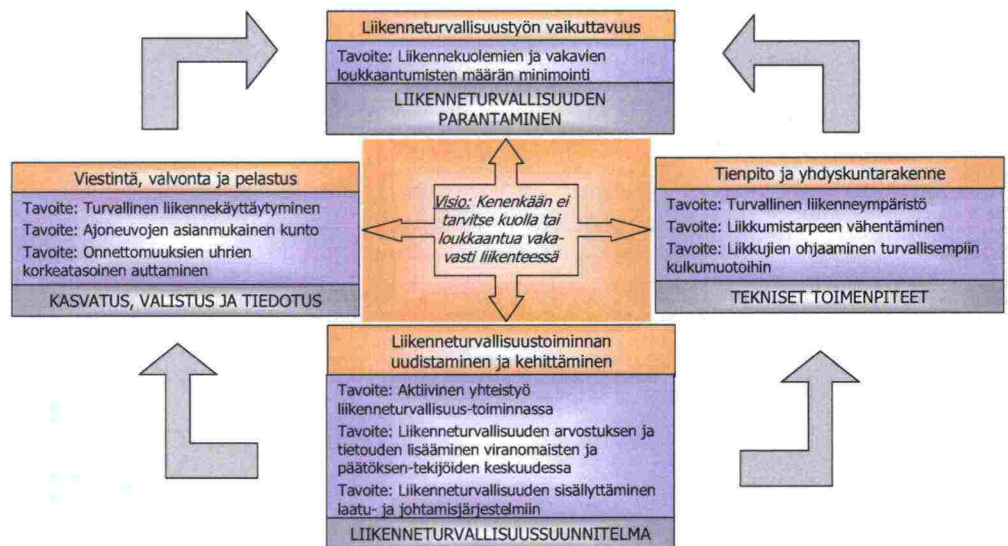 Liikenneturvallisuustyön vaikuttavuus
Tavoite: Liikennekuolemien ja vakavien
loukkaantumisten määrän minimointi
LIIKENNETURVALLISUUDEN
PARANTAMINEN
Viestintä, valvonta ja pelastus
Tavoite: Turvallinen liikennekäyttäytyminen
Tavoite: Ajoneuvojen asianmukainen kunto
Tavoite: Onnettomuuksien uhrien
korkeatasoinen auttaminen
KASVATUS, VALISTUS JA TIEDOTUS
Visio: Kenenkään ei
tarvitse kuolla tai
loukkaantua vaka-
vasti liikenteessä
Tienpito ja yhdyskuntarakenne
Tavoite: Turvallinen liikenneympäristö
Tavoite: Liikkumistarpeen vähentäminen
Tavoite: Liikkujien ohjaaminen turvallisempiin
kulkumuotoihin
TEKNISET TOIMENPITEET
Liikenneturvallisuustoiminnan
uudistaminen ja kehittäminen
Tavoite: Aktiivinen yhteistyö
liikenneturvallisuus-toiminnassa
Tavoite: Liikenneturvallisuuden arvostuksen ja
tietouden lisääminen viranomaisten ja
päätöksen-tekijöiden keskuudessa
Tavoite: Liikenneturvallisuuden sisällyttäminen
laatu- ja johtamisjärjestelmiin
LIIKENNETURVALLISUUSSUUNNITELMA